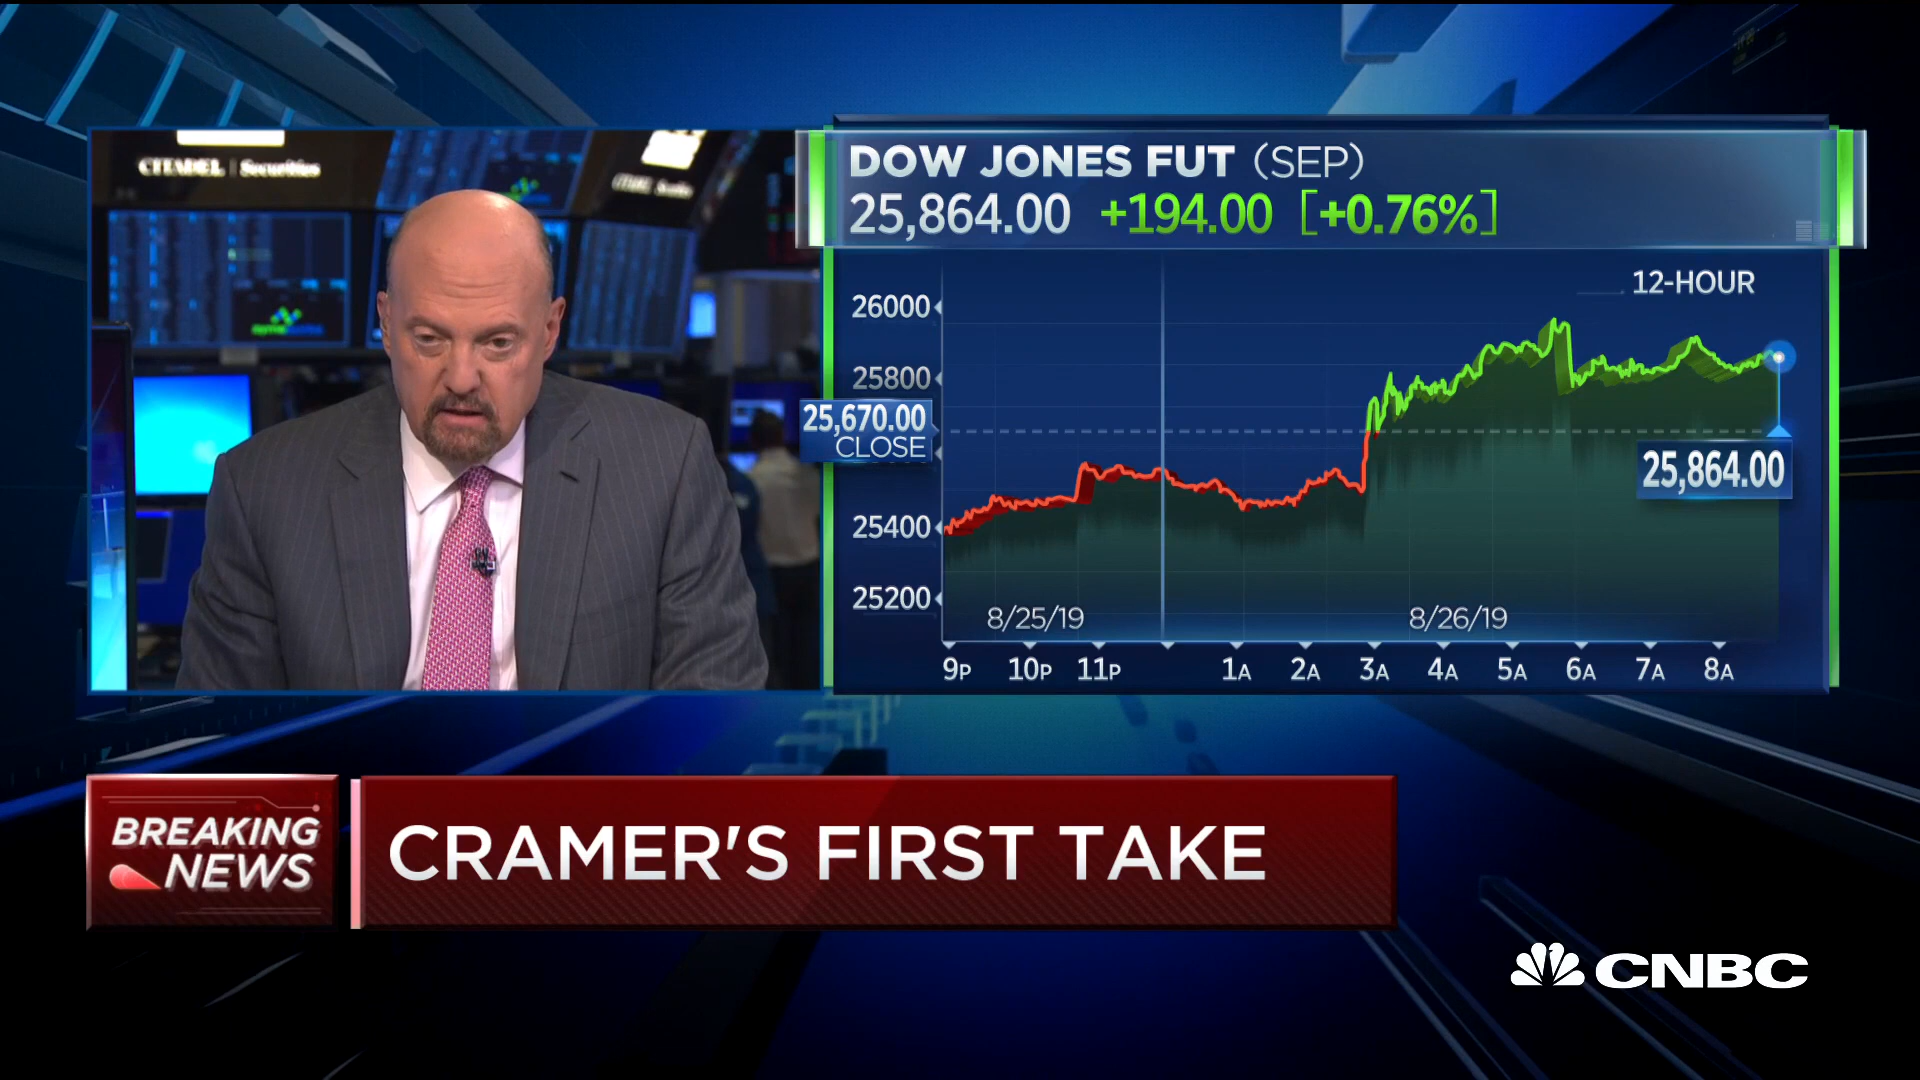 CITADEL | Securities
DOW JONES FUT (SEP)
25,864.00 +194.00 [+0.76%]
12-HOUR
26000
25800
25,670.00
CLOSE
25,864.00
25400
25200
8/25/19 8/26/19
9P 10P 11P 1A 2A 3A 4A 5A 6A 7A 8A
BREAKING
NEWS
CRAMER'S FIRST TAKE
CNBC